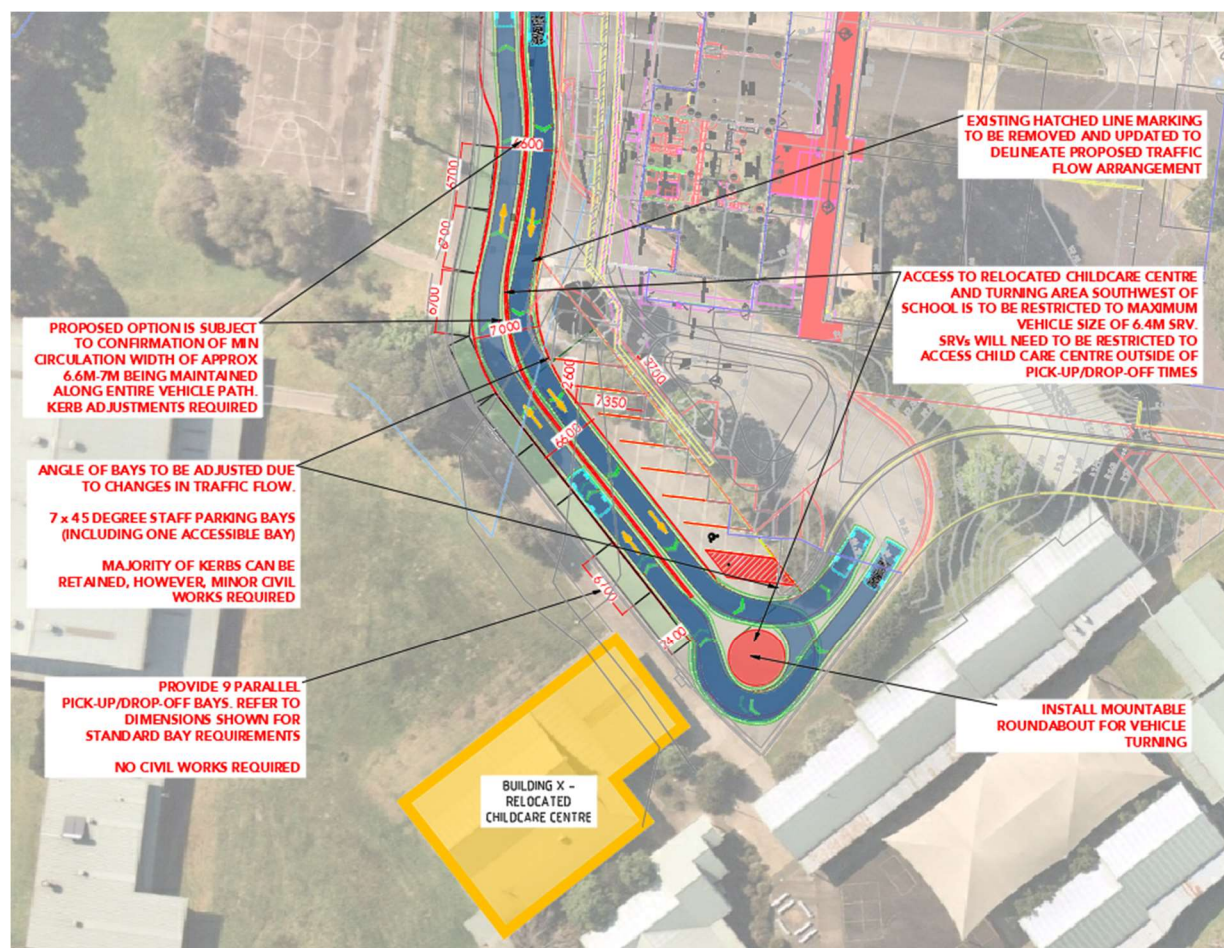 EXISTING HATCHED LINE MARKING
TO BE REMOVED AND UPDATED TO
DELINEATE PROPOSED TRAFFIC
FLOW ARRANGEMENT
ACCESS TO RELOCATED CHILDCARE CENTRE
AND TURNING AREA SOUTHWEST OF
SCHOOL IS TO BE RESTRICTED TO MAXIMUM
VEHICLE SIZE OF 6.4M SRV.
SRVs WILL NEED TO BE RESTRICTED TO
ACCESS CHILD CARE CENTRE OUTSIDE OF
PICK-UP/DROP-OFF TIMES
PROPOSED OPTION IS SUBJECT
TO CONFIRMATION OF MIN
CIRCULATION WIDTH OF APPROX
6.6M-7M BEING MAINTAINED
ALONG ENTIRE VEHICLE PATH.
KERB ADJUSTMENTS REQUIRED
ANGLE OF BAYS TO BE ADJUSTED DUE
TO CHANGES IN TRAFFIC FLOW.
7 x 45 DEGREE STAFF PARKING BAYS
(INCLUDING ONE ACCESSIBLE BAY)
MAJORITY OF KERBS CAN BE
RETAINED, HOWEVER, MINOR CIVIL
WORKS REQUIRED
PROVIDE 9 PARALLEL
PICK-UP/DROP-OFF BAYS. REFER TO
DIMENSIONS SHOWN FOR
STANDARD BAY REQUIREMENTS
NO CIVIL WORKS REQUIRED
INSTALL MOUNTABLE
ROUNDABOUT FOR VEHICLE
TURNING
BUILDING X -
RELOCATED
CHILDCARE CENTRE
6700
6700
6700
7000
2600
7350
3700
6600
6700
2400